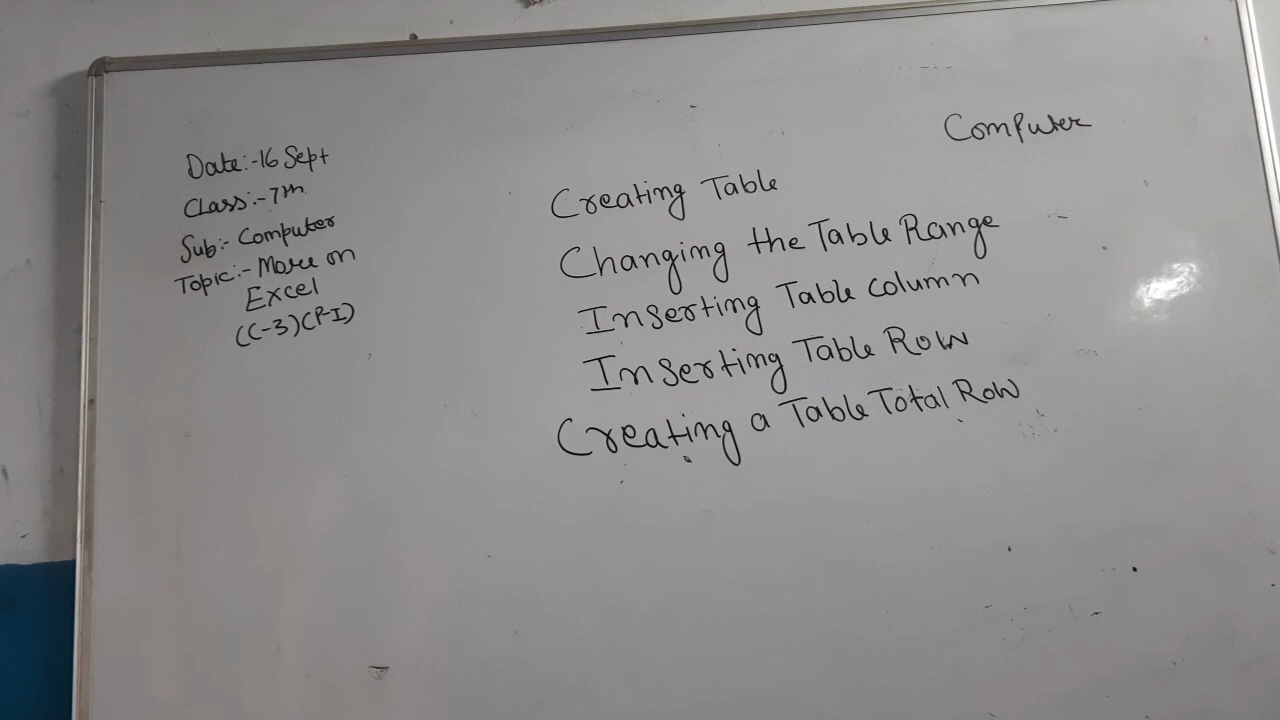 Computer
Date:-16 Sept
Class:-7th
Sub:- Computer
Topic:- More on
Excel
(C-3)(P-I)
Creating Table
Changing the Table Range
Inserting Table column
Inserting Table Row
Creating a Table Total Row